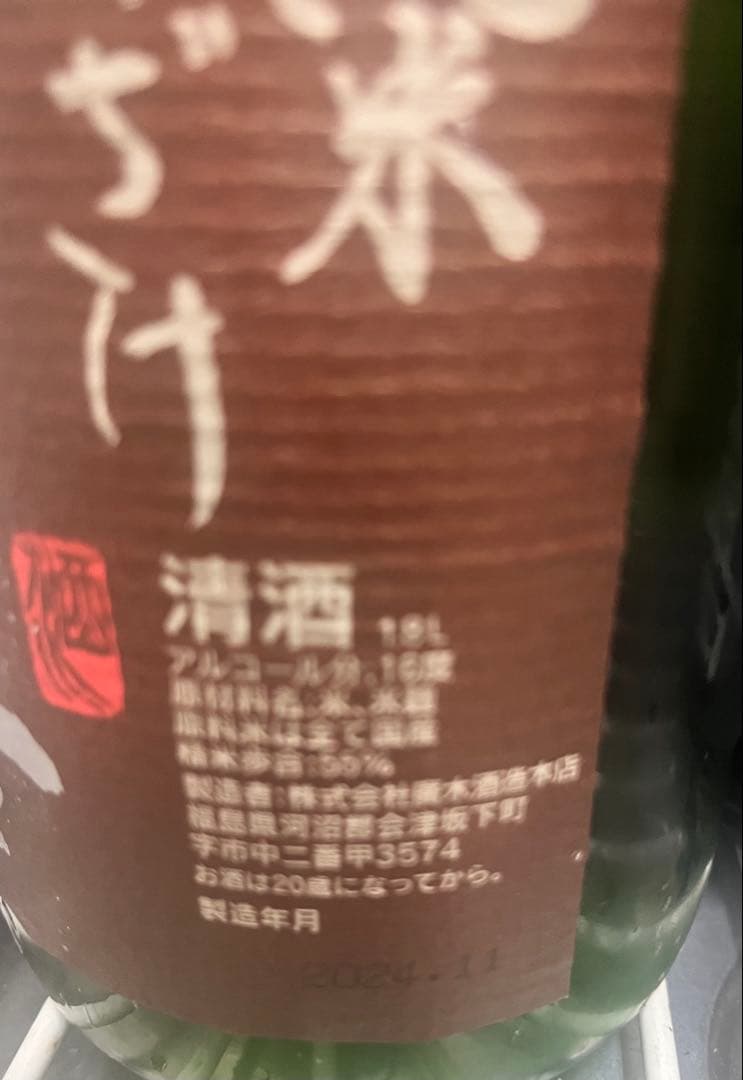 米
ざけ
酒
清酒 1.8L
アルコール分:16度
原材料名:米、米麹
原料米は全て国産
精米歩合:
製造者:株式会社廣木酒造本店
福島県河沼郡会津坂下町
字市中二番甲3574
お酒は20歳になってから。
製造年月
2024.11